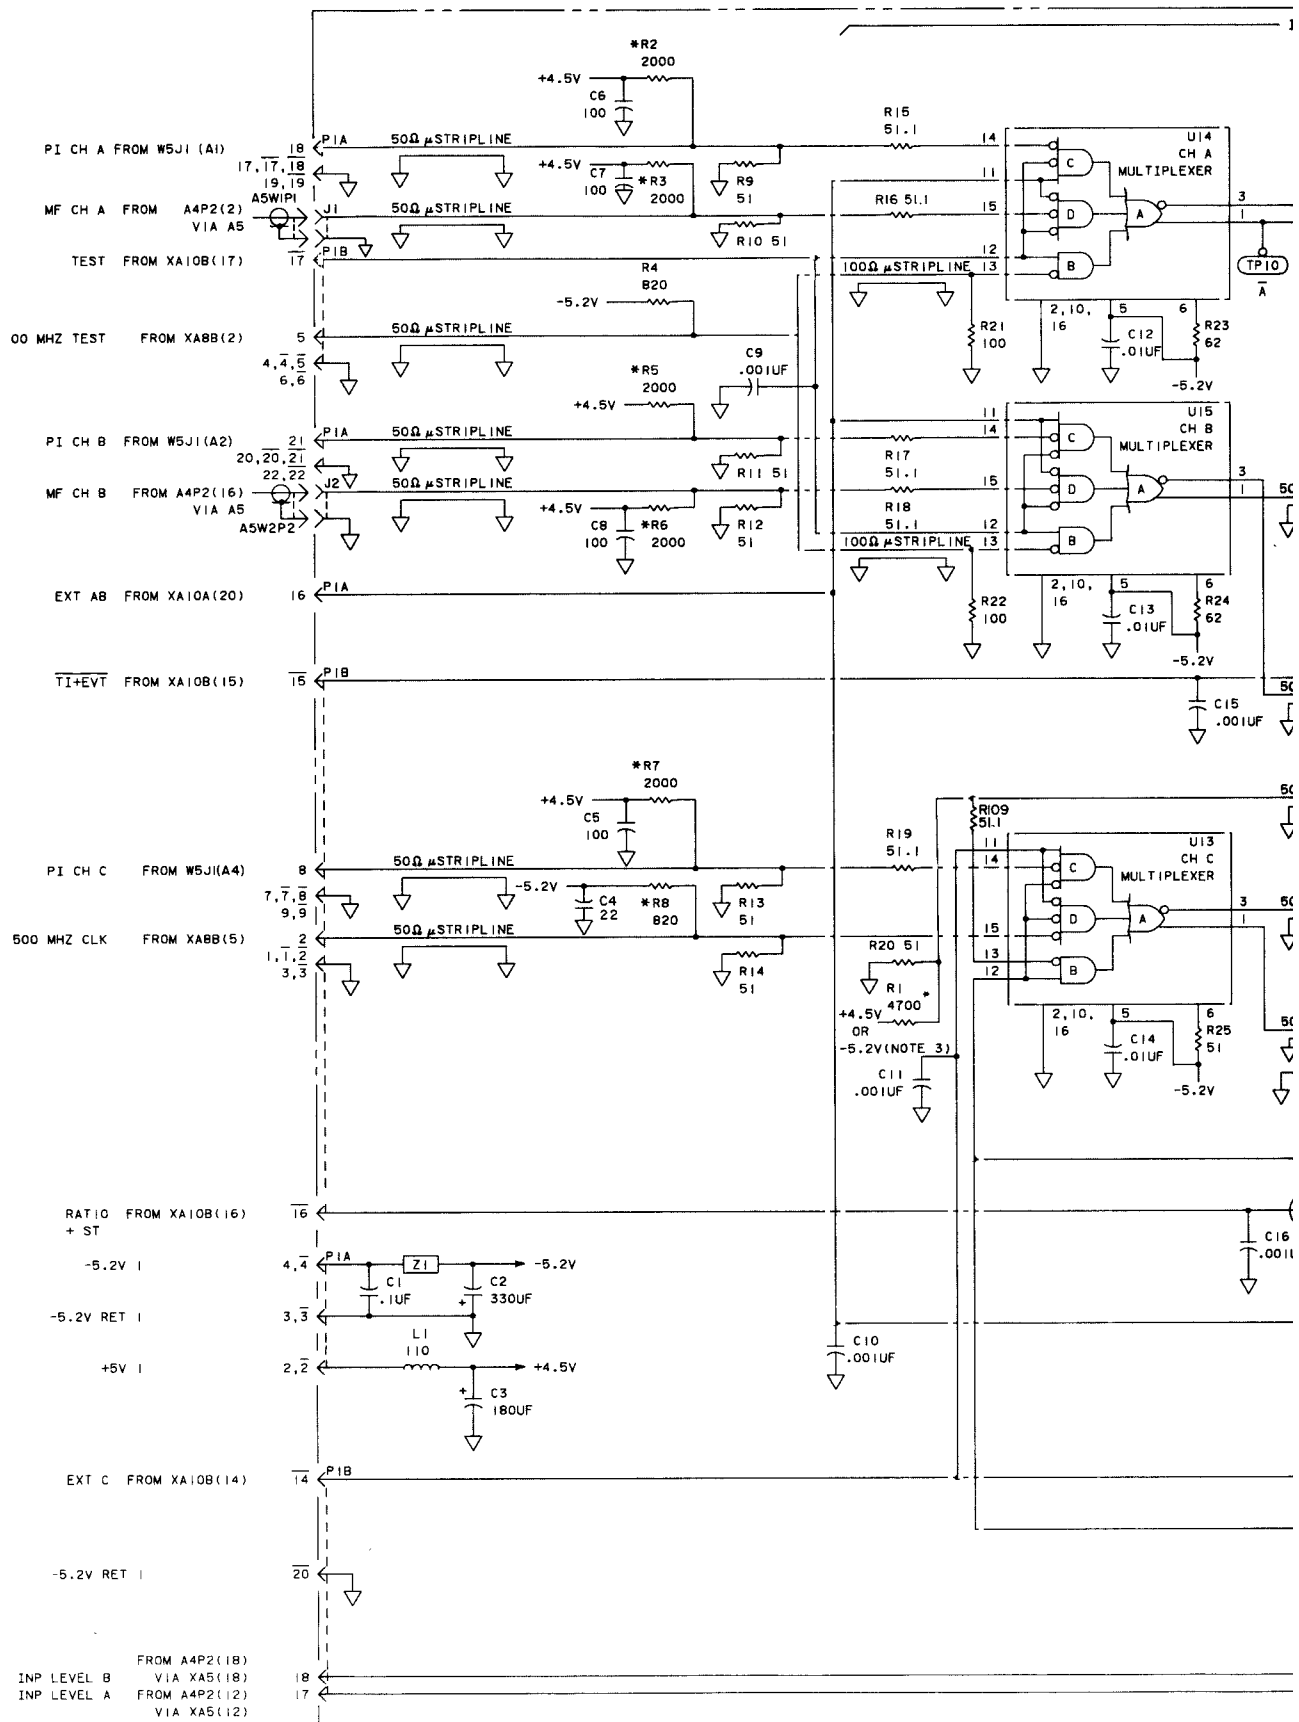 *R2
2000
+4.5V
C6
100
R15
51.1
PI CH A FROM W5J1 (A1)
18
P1A
50Ω µSTRIPLINE
14
U14
CH A
MULTIPLEXER
17, 17, 18
19, 19
+4.5V
C7
100
*R3
2000
R9
51
11
C
A5W1P1
MF CH A FROM A4P2(2)
VIA A5
J1
50Ω µSTRIPLINE
R16 51.1
15
D
A
3
1
R10 51
TEST FROM XA10B(17)
17
P1B
12
R4
820
-5.2V
100Ω µSTRIPLINE
13
B
TP10
A
00 MHZ TEST FROM XA8B(2)
5
50Ω µSTRIPLINE
R21
100
2, 10,
16
5
6
C12
.01UF
R23
62
-5.2V
4, 4, 5
6, 6
C9
.001UF
*R5
2000
+4.5V
PI CH B FROM W5J1(A2)
21
P1A
50Ω µSTRIPLINE
11
14
C
U15
CH B
MULTIPLEXER
20, 20, 21
22, 22
R11 51
R17
51.1
MF CH B FROM A4P2(16)
VIA A5
A5W2P2
J2
50Ω µSTRIPLINE
15
D
A
3
1
50
+4.5V
C8
100
*R6
2000
R12
51
R18
51.1
12
100Ω µSTRIPLINE
13
B
EXT AB FROM XA10A(20)
16
P1A
R22
100
2, 10,
16
5
6
C13
.01UF
R24
62
-5.2V
TI+EVT FROM XA10B(15)
15
P1B
50
C15
.001UF
*R7
2000
+4.5V
C5
100
50
R109
51.1
R19
51.1
PI CH C FROM W5J1(A4)
8
50Ω µSTRIPLINE
11
14
C
U13
CH C
MULTIPLEXER
7, 7, 8
9, 9
-5.2V
C4
22
*R8
820
R13
51
500 MHZ CLK FROM XA8B(5)
2
50Ω µSTRIPLINE
15
D
A
3
1
50
1, 1, 2
3, 3
R14
51
R20 51
13
12
B
R1
4700 *
+4.5V
OR
-5.2V(NOTE 3)
2, 10,
16
5
6
C14
.01UF
R25
51
-5.2V
50
C11
.001UF
RATIO FROM XA10B(16)
+ ST
16
C16
-5.2V 1
4, 4
P1A
Z1
-5.2V
C1
.1UF
C2
330UF
+
-5.2V RET 1
3, 3
L1
110
+5V 1
2, 2
+4.5V
+
C3
180UF
C10
.001UF
EXT C FROM XA10B(14)
14
P1B
-5.2V RET 1
20
FROM A4P2(18)
INP LEVEL B VIA XA5(18)
18
INP LEVEL A FROM A4P2(12)
17
VIA XA5(12)